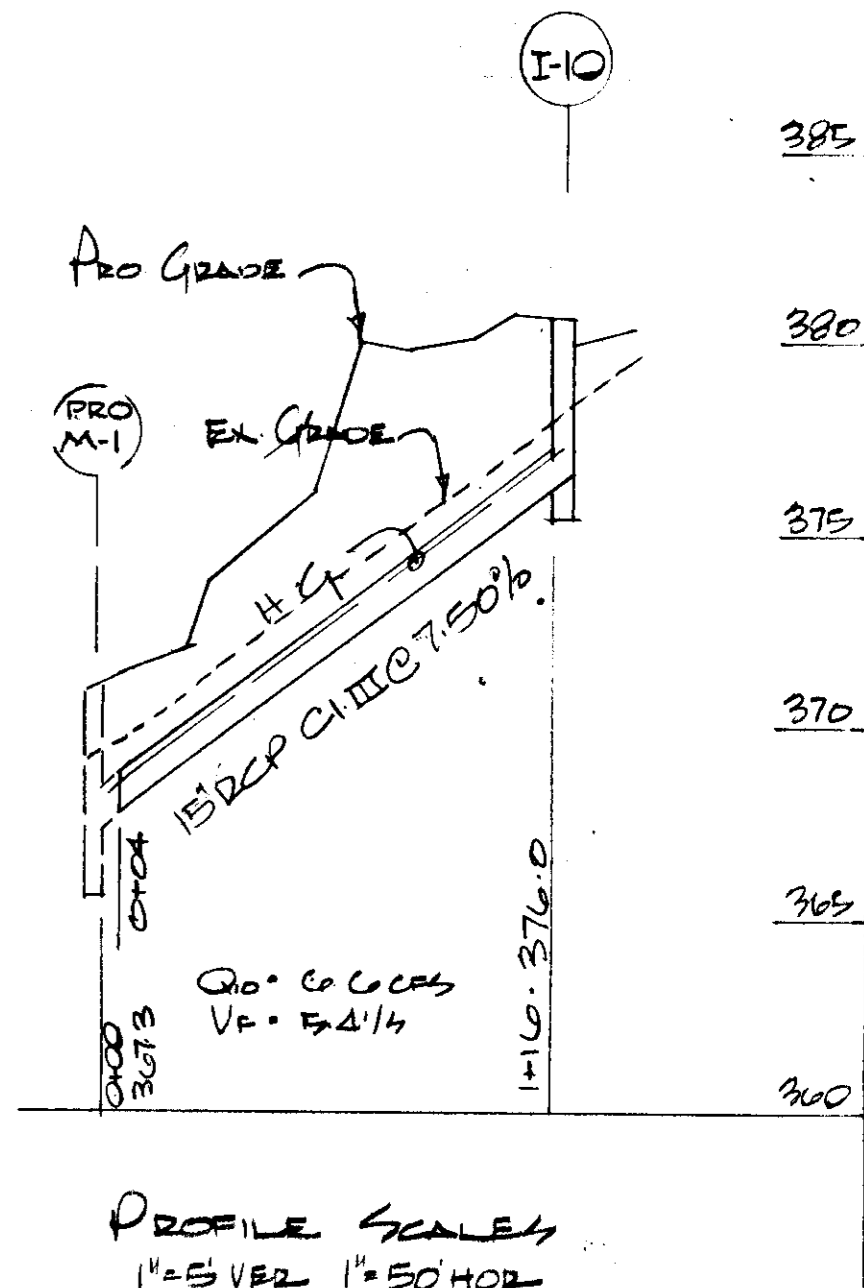 I-10
385
PRO GRADE
380
PRO
M-1
EX. GRADE
375
HG
15" RCP Cl. III @ 7.50%
370
0+04
365
Q10 = 6.6 CFS
VF = 5.4'/S
0+00
367.3
1+16 · 376.0
360
PROFILE SCALES
1"=5' VER 1"=50' HOR